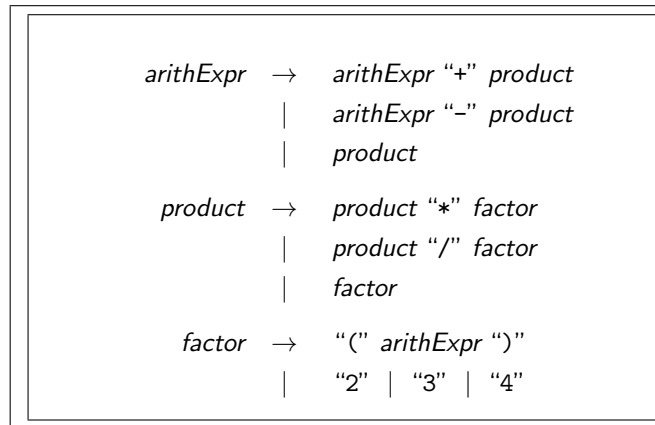 arithExpr → arithExpr “+” product
| arithExpr “-” product
| product
product → product “*” factor
| product “/” factor
| factor
factor → “(” arithExpr “)”
| “2” | “3” | “4”